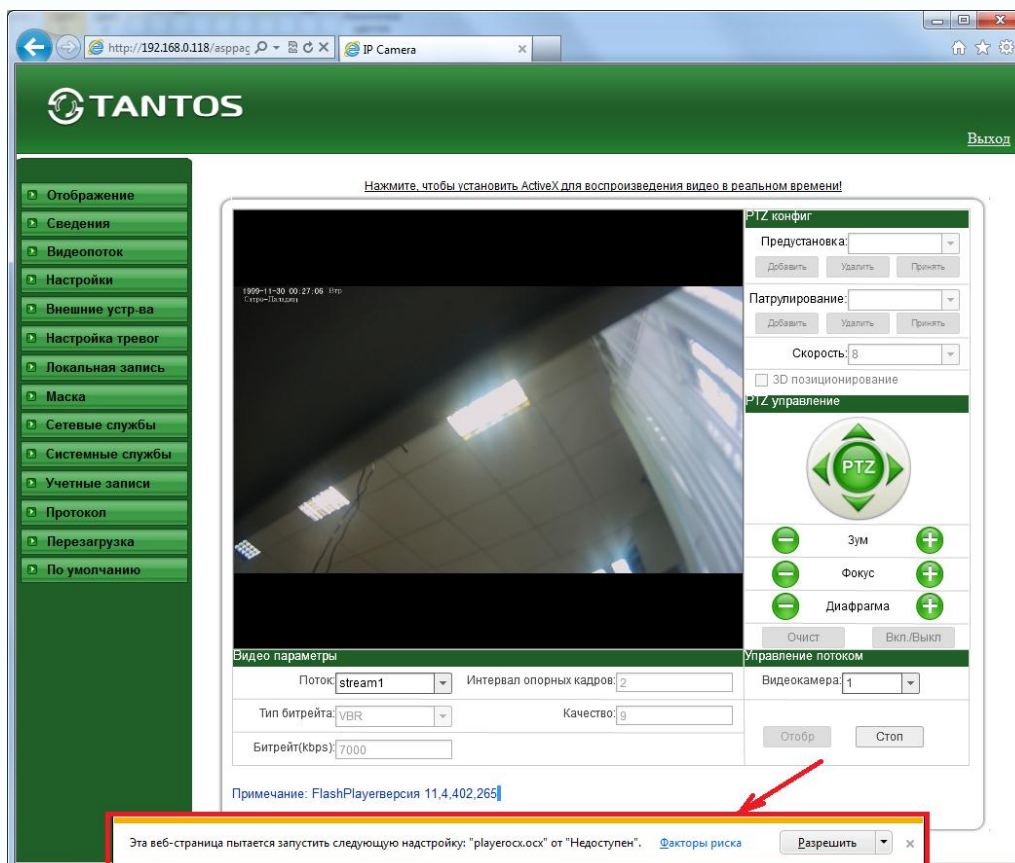 http://192.168.0.118/asppag
IP Camera
TANTOS
Выход
Отображение
Сведения
Видеопоток
Настройки
Внешние устр-ва
Настройка тревог
Локальная запись
Маска
Сетевые службы
Системные службы
Учетные записи
Протокол
Перезагрузка
По умолчанию
Нажмите, чтобы установить ActiveX для воспроизведения видео в реальном времени!
1999-11-30 00:27:06 Втр
PTZ конфиг
Предустановка:
Добавить Удалить Принять
Патрулирование:
Добавить Удалить Принять
Скорость: 8
3D позиционирование
PTZ управление
PTZ
Зум
Фокус
Диафрагма
Очист Вкл./Выкл
Видео параметры
Поток: stream1 Интервал опорных кадров: 2
Тип битрейта: VBR Качество: 9
Битрейт(kbps): 7000
Управление потоком
Видеокамера: 1
Отобр Стоп
Примечание: FlashPlayerверсия 11,4,402,265
Эта веб-страница пытается запустить следующую надстройку: "playerocx.ocx" от "Недоступен". Факторы риска Разрешить